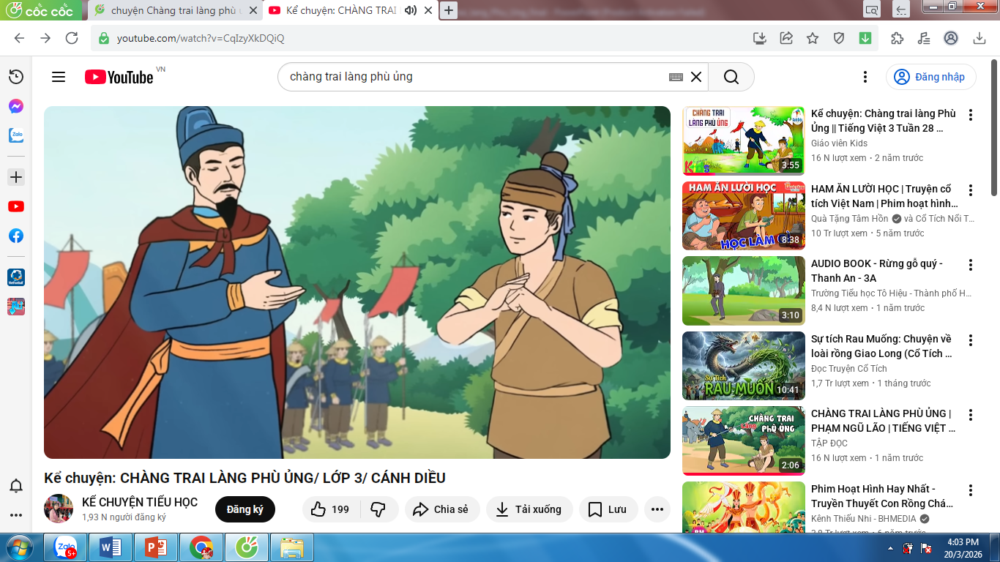 cốc cốc
chuyện Chàng trai làng phù ủ
Kể chuyện: CHÀNG TRAI
youtube.com/watch?v=CqIzyXkDQiQ
YouTube VN
chàng trai làng phù ủng
Đăng nhập
Kể chuyện: CHÀNG TRAI LÀNG PHÙ ỦNG/ LỚP 3/ CÁNH DIỀU
KỂ CHUYỆN TIỂU HỌC
1,93 N người đăng ký
Đăng ký
199
Chia sẻ
Tải xuống
Lưu
CHÀNG TRAI
LÀNG PHÙ ỦNG
3:55
Kể chuyện: Chàng trai làng Phù
Ủng || Tiếng Việt 3 Tuần 28 ...
Giáo viên Kids
16 N lượt xem • 2 năm trước
HAM ĂN LƯỜI HỌC
HỌC LÀM
8:38
HAM ĂN LƯỜI HỌC | Truyện cổ
tích Việt Nam | Phim hoạt hình...
Quà Tặng Tâm Hồn và Cổ Tích Nổi T...
10 Tr lượt xem • 5 năm trước
3:10
AUDIO BOOK - Rừng gỗ quý -
Thanh An - 3A
Trường Tiểu học Tô Hiệu - Thành phố H...
8,4 N lượt xem • 1 năm trước
Sự tích
RAU MUỐNG
10:41
Sự tích Rau Muống: Chuyện về
loài rồng Giao Long (Cổ Tích ...
Đọc Truyện Cổ Tích
1,7 Tr lượt xem • 1 tháng trước
CHÀNG TRAI
LÀNG PHÙ ỦNG
2:06
CHÀNG TRAI LÀNG PHÙ ỦNG |
PHẠM NGŨ LÃO | TIẾNG VIỆT ...
TẬP ĐỌC
16 N lượt xem • 1 năm trước
Phim Hoạt Hình Hay Nhất -
Truyền Thuyết Con Rồng Chá...
Kênh Thiếu Nhi - BHMEDIA
Zalo
5+
4:03 PM
20/3/2026